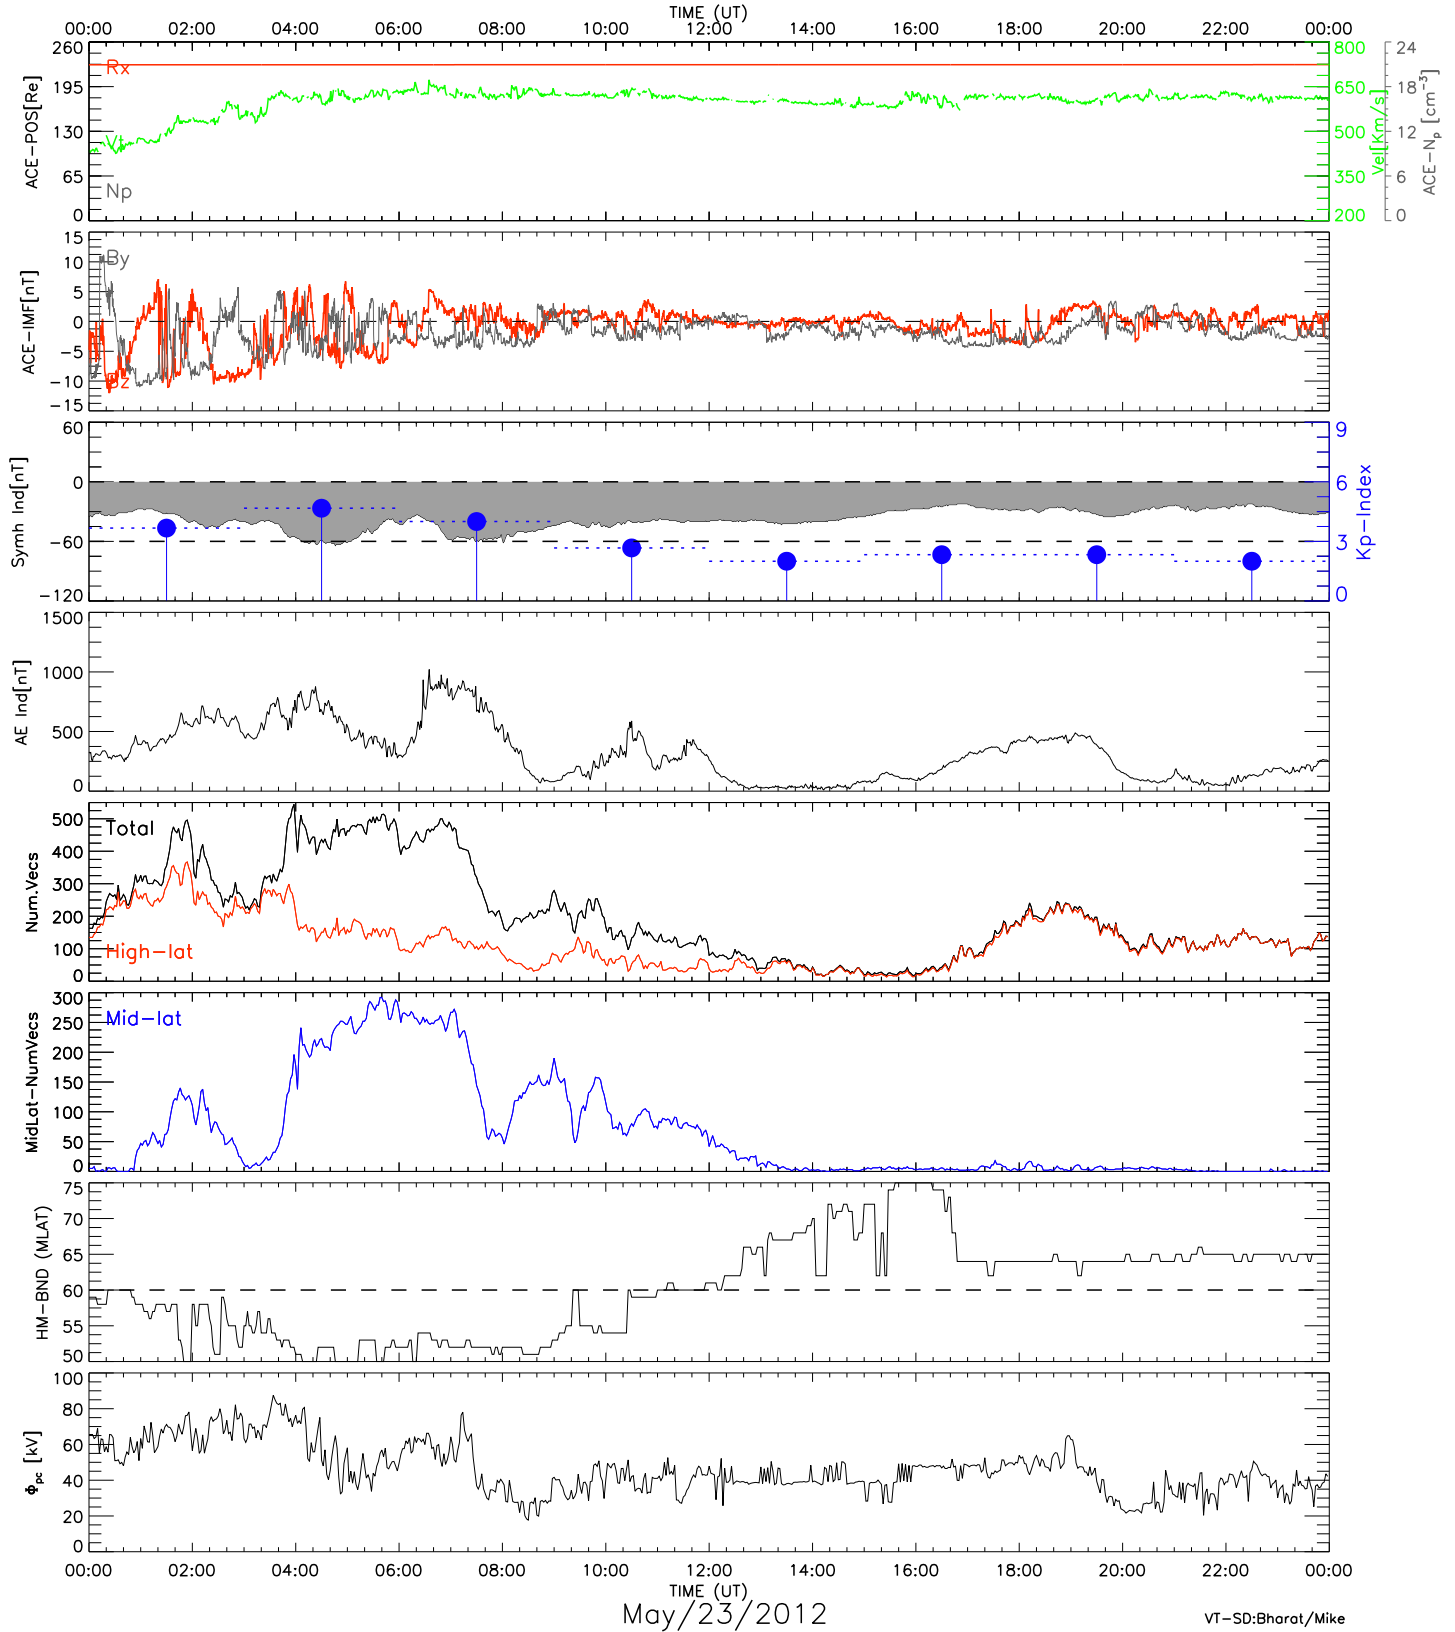 TIME (UT)
00:00 02:00 04:00 06:00 08:00 10:00 12:00 14:00 16:00 18:00 20:00 22:00 00:00
ACE-POS[Re]
260
195
130
65
0
Rx
Vt
Np
800
650
500
350
200
Vel[Km/s]
24
18
12
6
0
ACE-Np [cm⁻³]
ACE-IMF[nT]
15
10
5
0
-5
-10
-15
By
Bz
Symh Ind[nT]
60
0
-60
-120
9
6
3
0
Kp-Index
AE Ind[nT]
1500
1000
500
0
Num.Vecs
500
400
300
200
100
0
Total
High-lat
MidLat-NumVecs
300
250
200
150
100
50
0
Mid-lat
HM-BND (MLAT)
75
70
65
60
55
50
Φpc [kV]
100
80
60
40
20
0
00:00 02:00 04:00 06:00 08:00 10:00 12:00 14:00 16:00 18:00 20:00 22:00 00:00
TIME (UT)
May/23/2012
VT-SD:Bharat/Mike